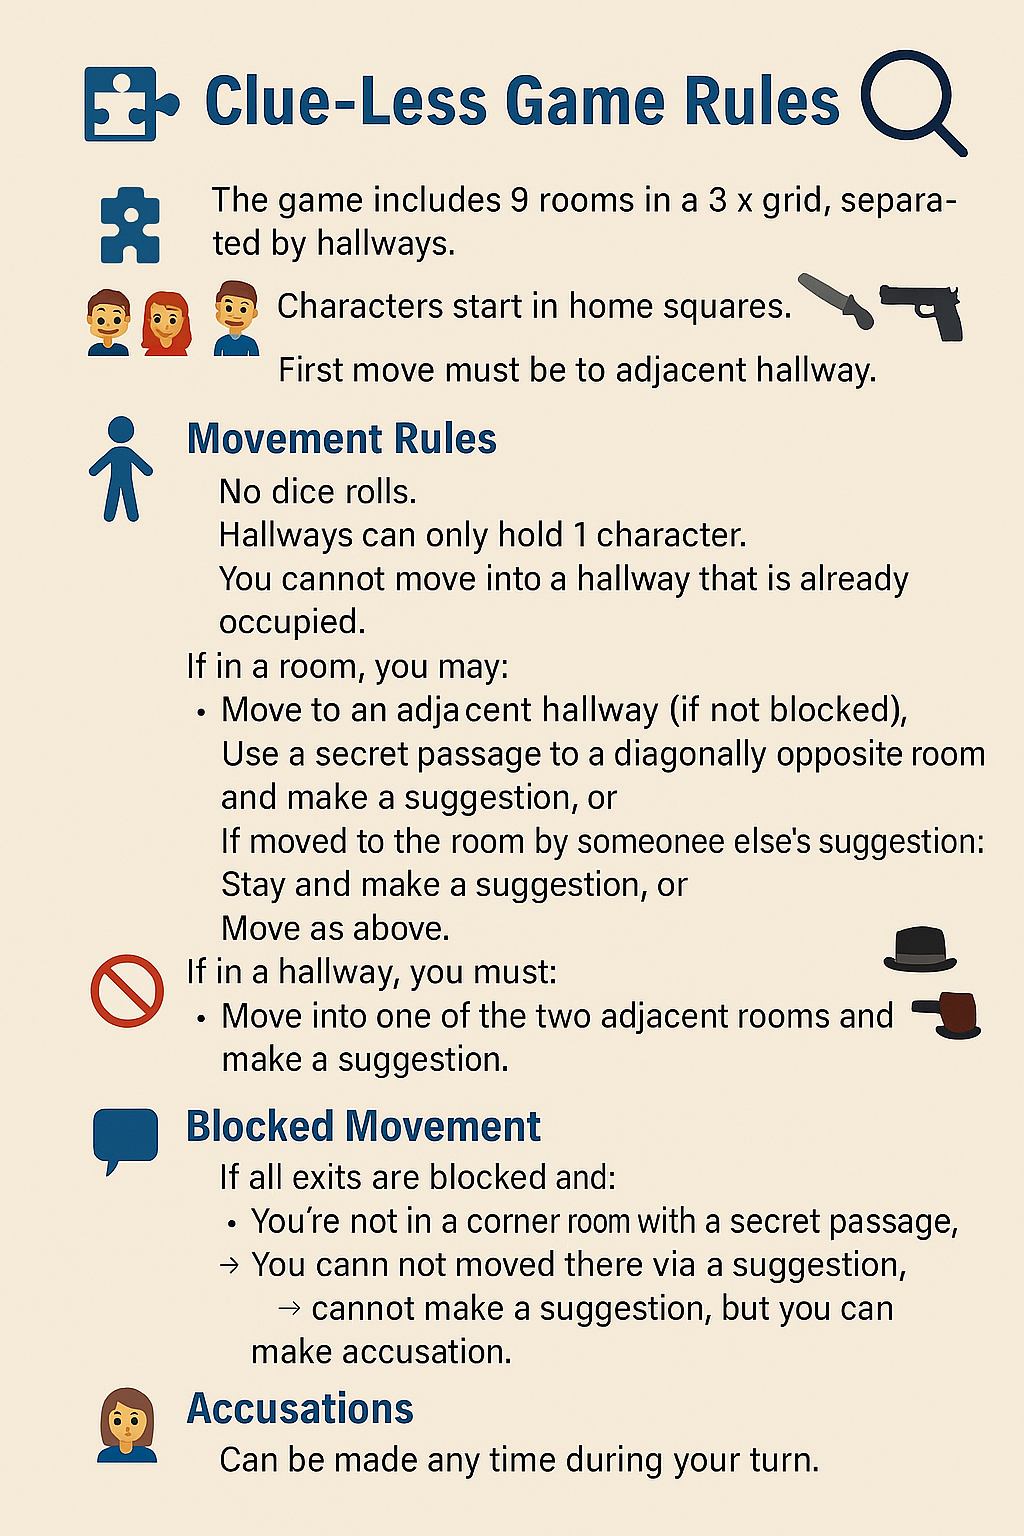 Clue-Less Game Rules
The game includes 9 rooms in a 3 x grid, separa-
ted by hallways.
Characters start in home squares.
First move must be to adjacent hallway.
Movement Rules
No dice rolls.
Hallways can only hold 1 character.
You cannot move into a hallway that is already
occupied.
If in a room, you may:
• Move to an adjacent hallway (if not blocked),
Use a secret passage to a diagonally opposite room
and make a suggestion, or
If moved to the room by someonee else's suggestion:
Stay and make a suggestion, or
Move as above.
If in a hallway, you must:
• Move into one of the two adjacent rooms and
make a suggestion.
Blocked Movement
If all exits are blocked and:
• You’re not in a corner room with a secret passage,
→ You cann not moved there via a suggestion,
→ cannot make a suggestion, but you can
make accusation.
Accusations
Can be made any time during your turn.